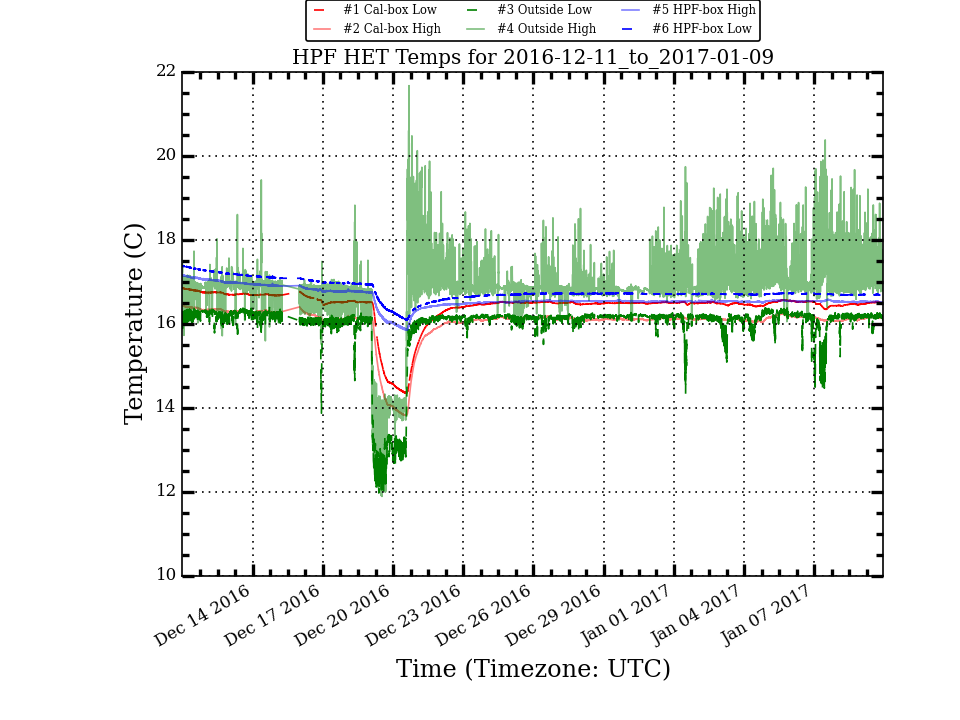 #1 Cal-box Low #3 Outside Low #5 HPF-box High
#2 Cal-box High #4 Outside High #6 HPF-box Low
HPF HET Temps for 2016-12-11_to_2017-01-09
22
20
18
16
14
12
10
Temperature (C)
Dec 14 2016 Dec 17 2016 Dec 20 2016 Dec 23 2016 Dec 26 2016 Dec 29 2016 Jan 01 2017 Jan 04 2017 Jan 07 2017
Time (Timezone: UTC)